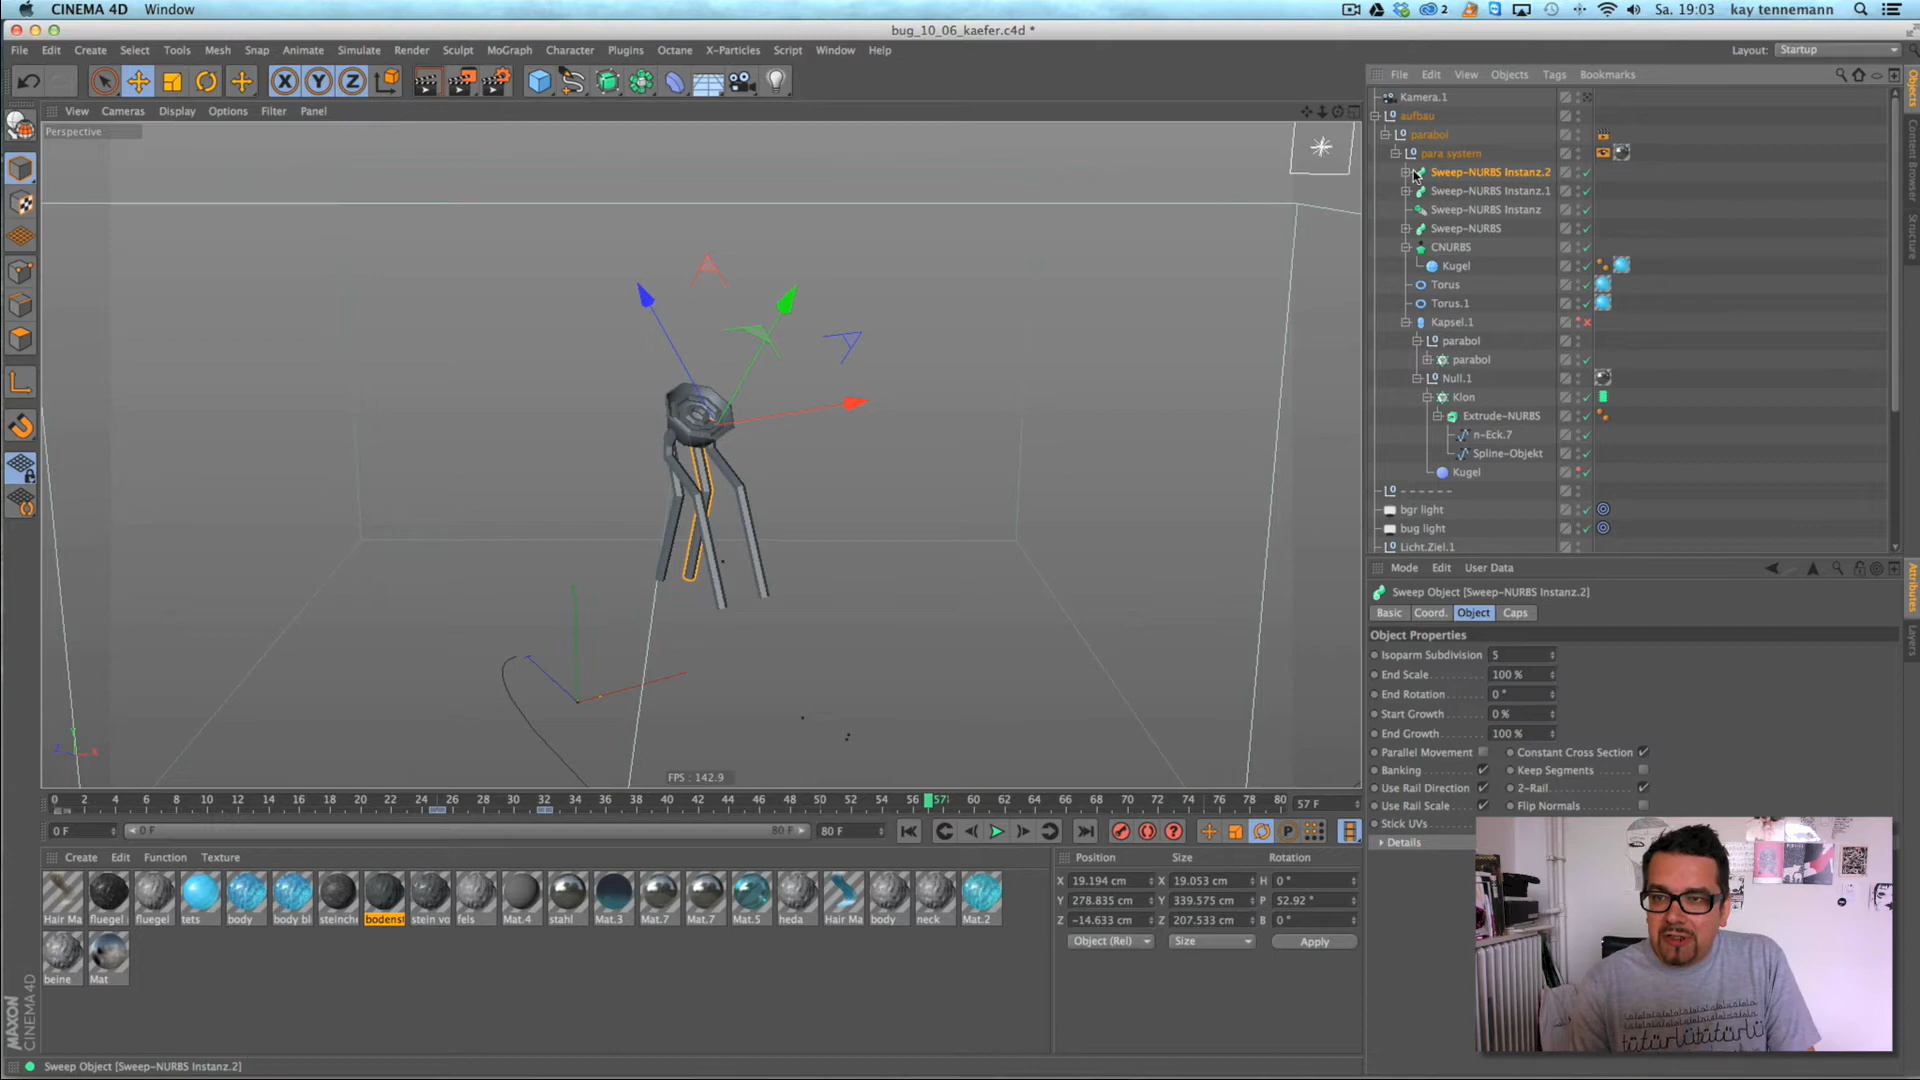 CINEMA 4D Window
2 Sa. 19:03 kay tennemann
bug_10_06_kaefer.c4d *
File Edit Create Select Tools Mesh Snap Animate Simulate Render Sculpt MoGraph Character Plugins Octane X-Particles Script Window Help
Layout: Startup
X Y Z
File Edit View Objects Tags Bookmarks
View Cameras Display Options Filter Panel
Perspective
Kamera.1
aufbau
parabol
para system
Sweep-NURBS Instanz.2
Sweep-NURBS Instanz.1
Sweep-NURBS Instanz
Sweep-NURBS
CNURBS
Kugel
Torus
Torus.1
Kapsel.1
parabol
parabol
Null.1
Klon
Extrude-NURBS
n-Eck.7
Spline-Objekt
Kugel
- - - - - - -
bgr light
bug light
Licht.Ziel.1
Objects
Content Browser
Structure
Mode Edit User Data
Sweep Object [Sweep-NURBS Instanz.2]
Basic Coord. Object Caps
Object Properties
Isoparm Subdivision 5
End Scale 100 %
End Rotation 0 °
Start Growth 0 %
End Growth 100 %
Parallel Movement Constant Cross Section
Banking Keep Segments
Use Rail Direction 2-Rail
Use Rail Scale Flip Normals
Stick UVs
Details
Attributes
Layers
FPS : 142.9
0 2 4 6 8 10 12 14 16 18 20 22 24 26 28 30 32 34 36 38 40 42 44 46 48 50 52 54 56 57 60 62 64 66 68 70 72 74 76 78 80 57 F
0 F 0 F 80 F 80 F
Create Edit Function Texture
Hair Ma fluegel fluegel tets body body bl steinche bodenst stein vo fels Mat.4 stahl Mat.3 Mat.7 Mat.7 Mat.5 heda Hair Ma body neck Mat.2
beine Mat
Position Size Rotation
X 19.194 cm X 19.053 cm H 0 °
Y 278.835 cm Y 339.575 cm P 52.92 °
Z -14.633 cm Z 207.533 cm B 0 °
Object (Rel) Size Apply
MAXON
CINEMA 4D
Sweep Object [Sweep-NURBS Instanz.2]